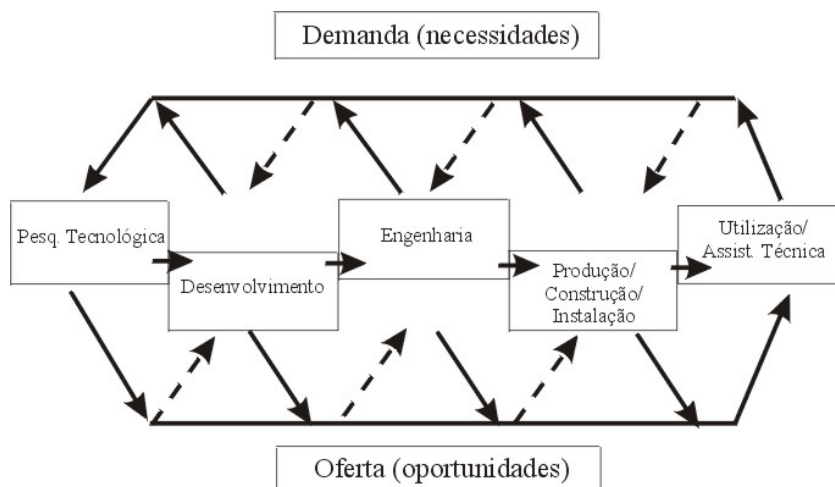 Demanda (necessidades)
Pesq. Tecnológica
Desenvolvimento
Engenharia
Produção/
Construção/
Instalação
Utilização/
Assist. Técnica
Oferta (oportunidades)